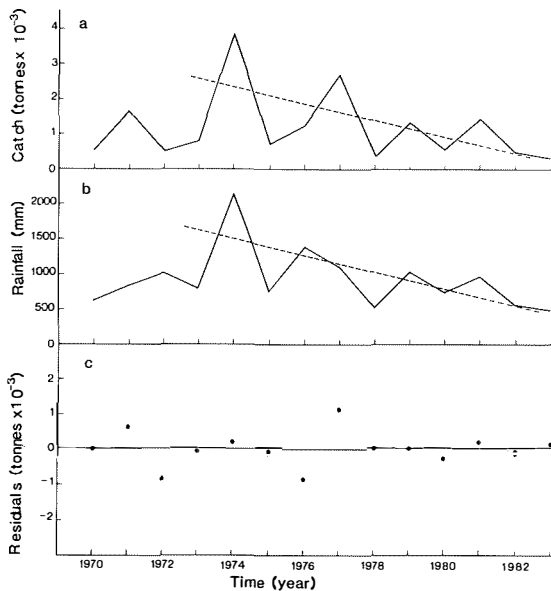 a
Catch (tonnes x 10⁻³)
4
3
2
1
0
b
Rainfall (mm)
2000
1500
1000
500
0
c
Residuals (tonnes x10⁻³)
2
1
0
-1
-2
1970 1972 1974 1976 1978 1980 1982
Time (year)